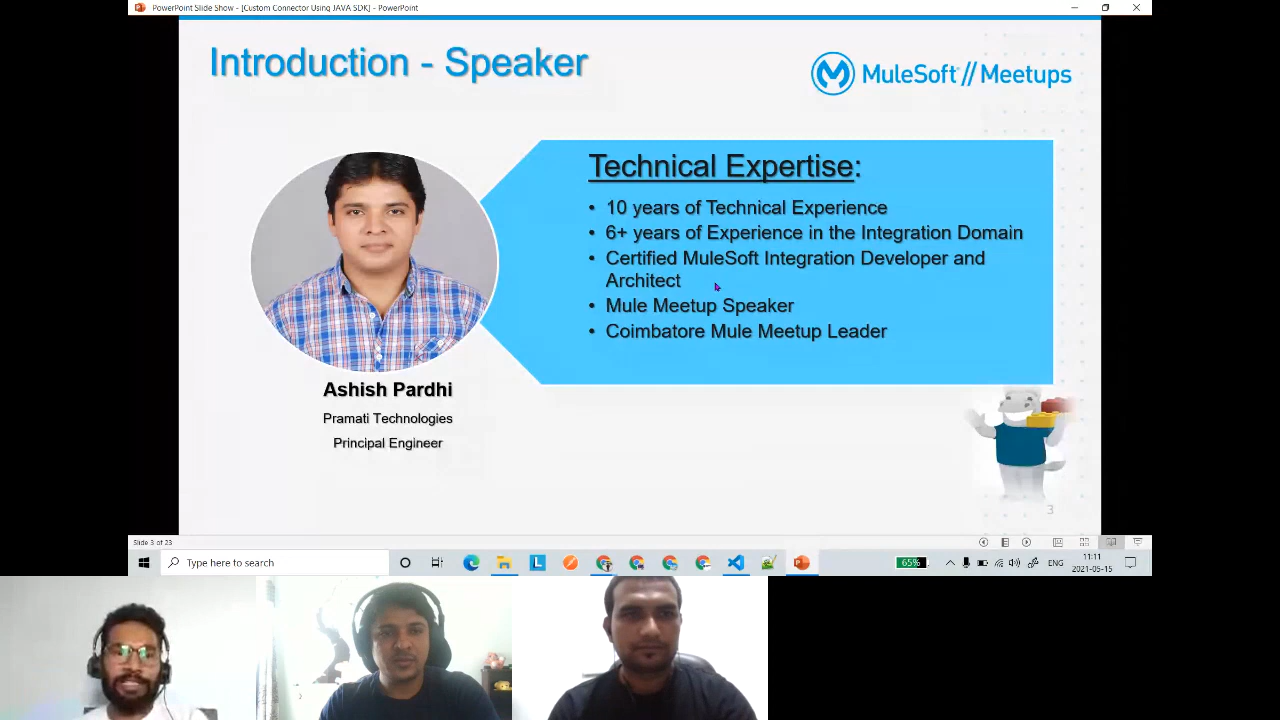 PowerPoint Slide Show - [Custom Connector Using JAVA SDK] - PowerPoint
Introduction - Speaker
MuleSoft // Meetups
Technical Expertise:
• 10 years of Technical Experience
• 6+ years of Experience in the Integration Domain
• Certified MuleSoft Integration Developer and
Architect
• Mule Meetup Speaker
• Coimbatore Mule Meetup Leader
Ashish Pardhi
Pramati Technologies
Principal Engineer
3
Slide 3 of 23
Type here to search
L
65%
ENG
11:11
2021-05-15